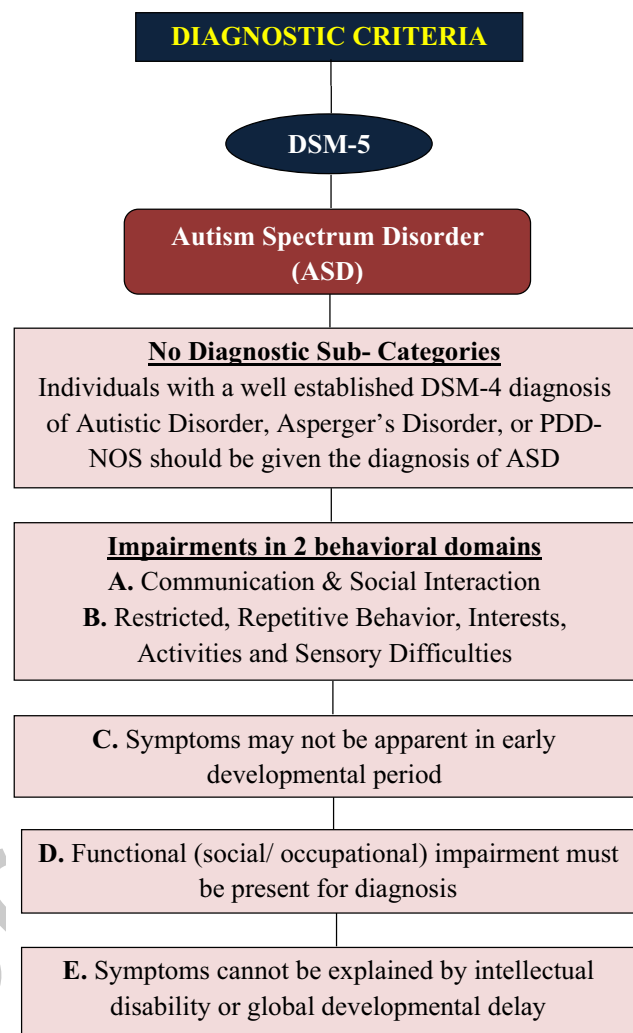 DIAGNOSTIC CRITERIA
DSM-5
Autism Spectrum Disorder
(ASD)
No Diagnostic Sub- Categories
Individuals with a well established DSM-4 diagnosis
of Autistic Disorder, Asperger’s Disorder, or PDD-
NOS should be given the diagnosis of ASD
Impairments in 2 behavioral domains
A. Communication & Social Interaction
B. Restricted, Repetitive Behavior, Interests,
Activities and Sensory Difficulties
C. Symptoms may not be apparent in early
developmental period
D. Functional (social/ occupational) impairment must
be present for diagnosis
E. Symptoms cannot be explained by intellectual
disability or global developmental delay